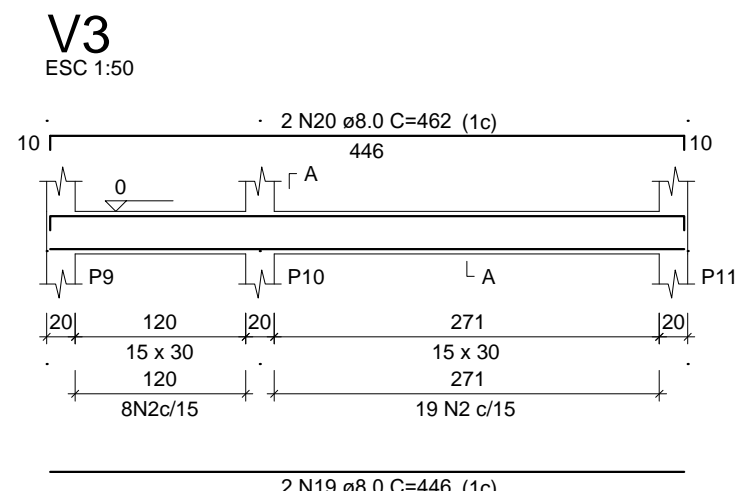 V3
ESC 1:50
2 N20 ø8.0 C=462 (1c)
10 446 10
A
0
P9 P10 A P11
20 120 20 271 20
15 x 30 15 x 30
120 271
8N2c/15 19 N2 c/15
2 N19 ø8.0 C=446 (1c)